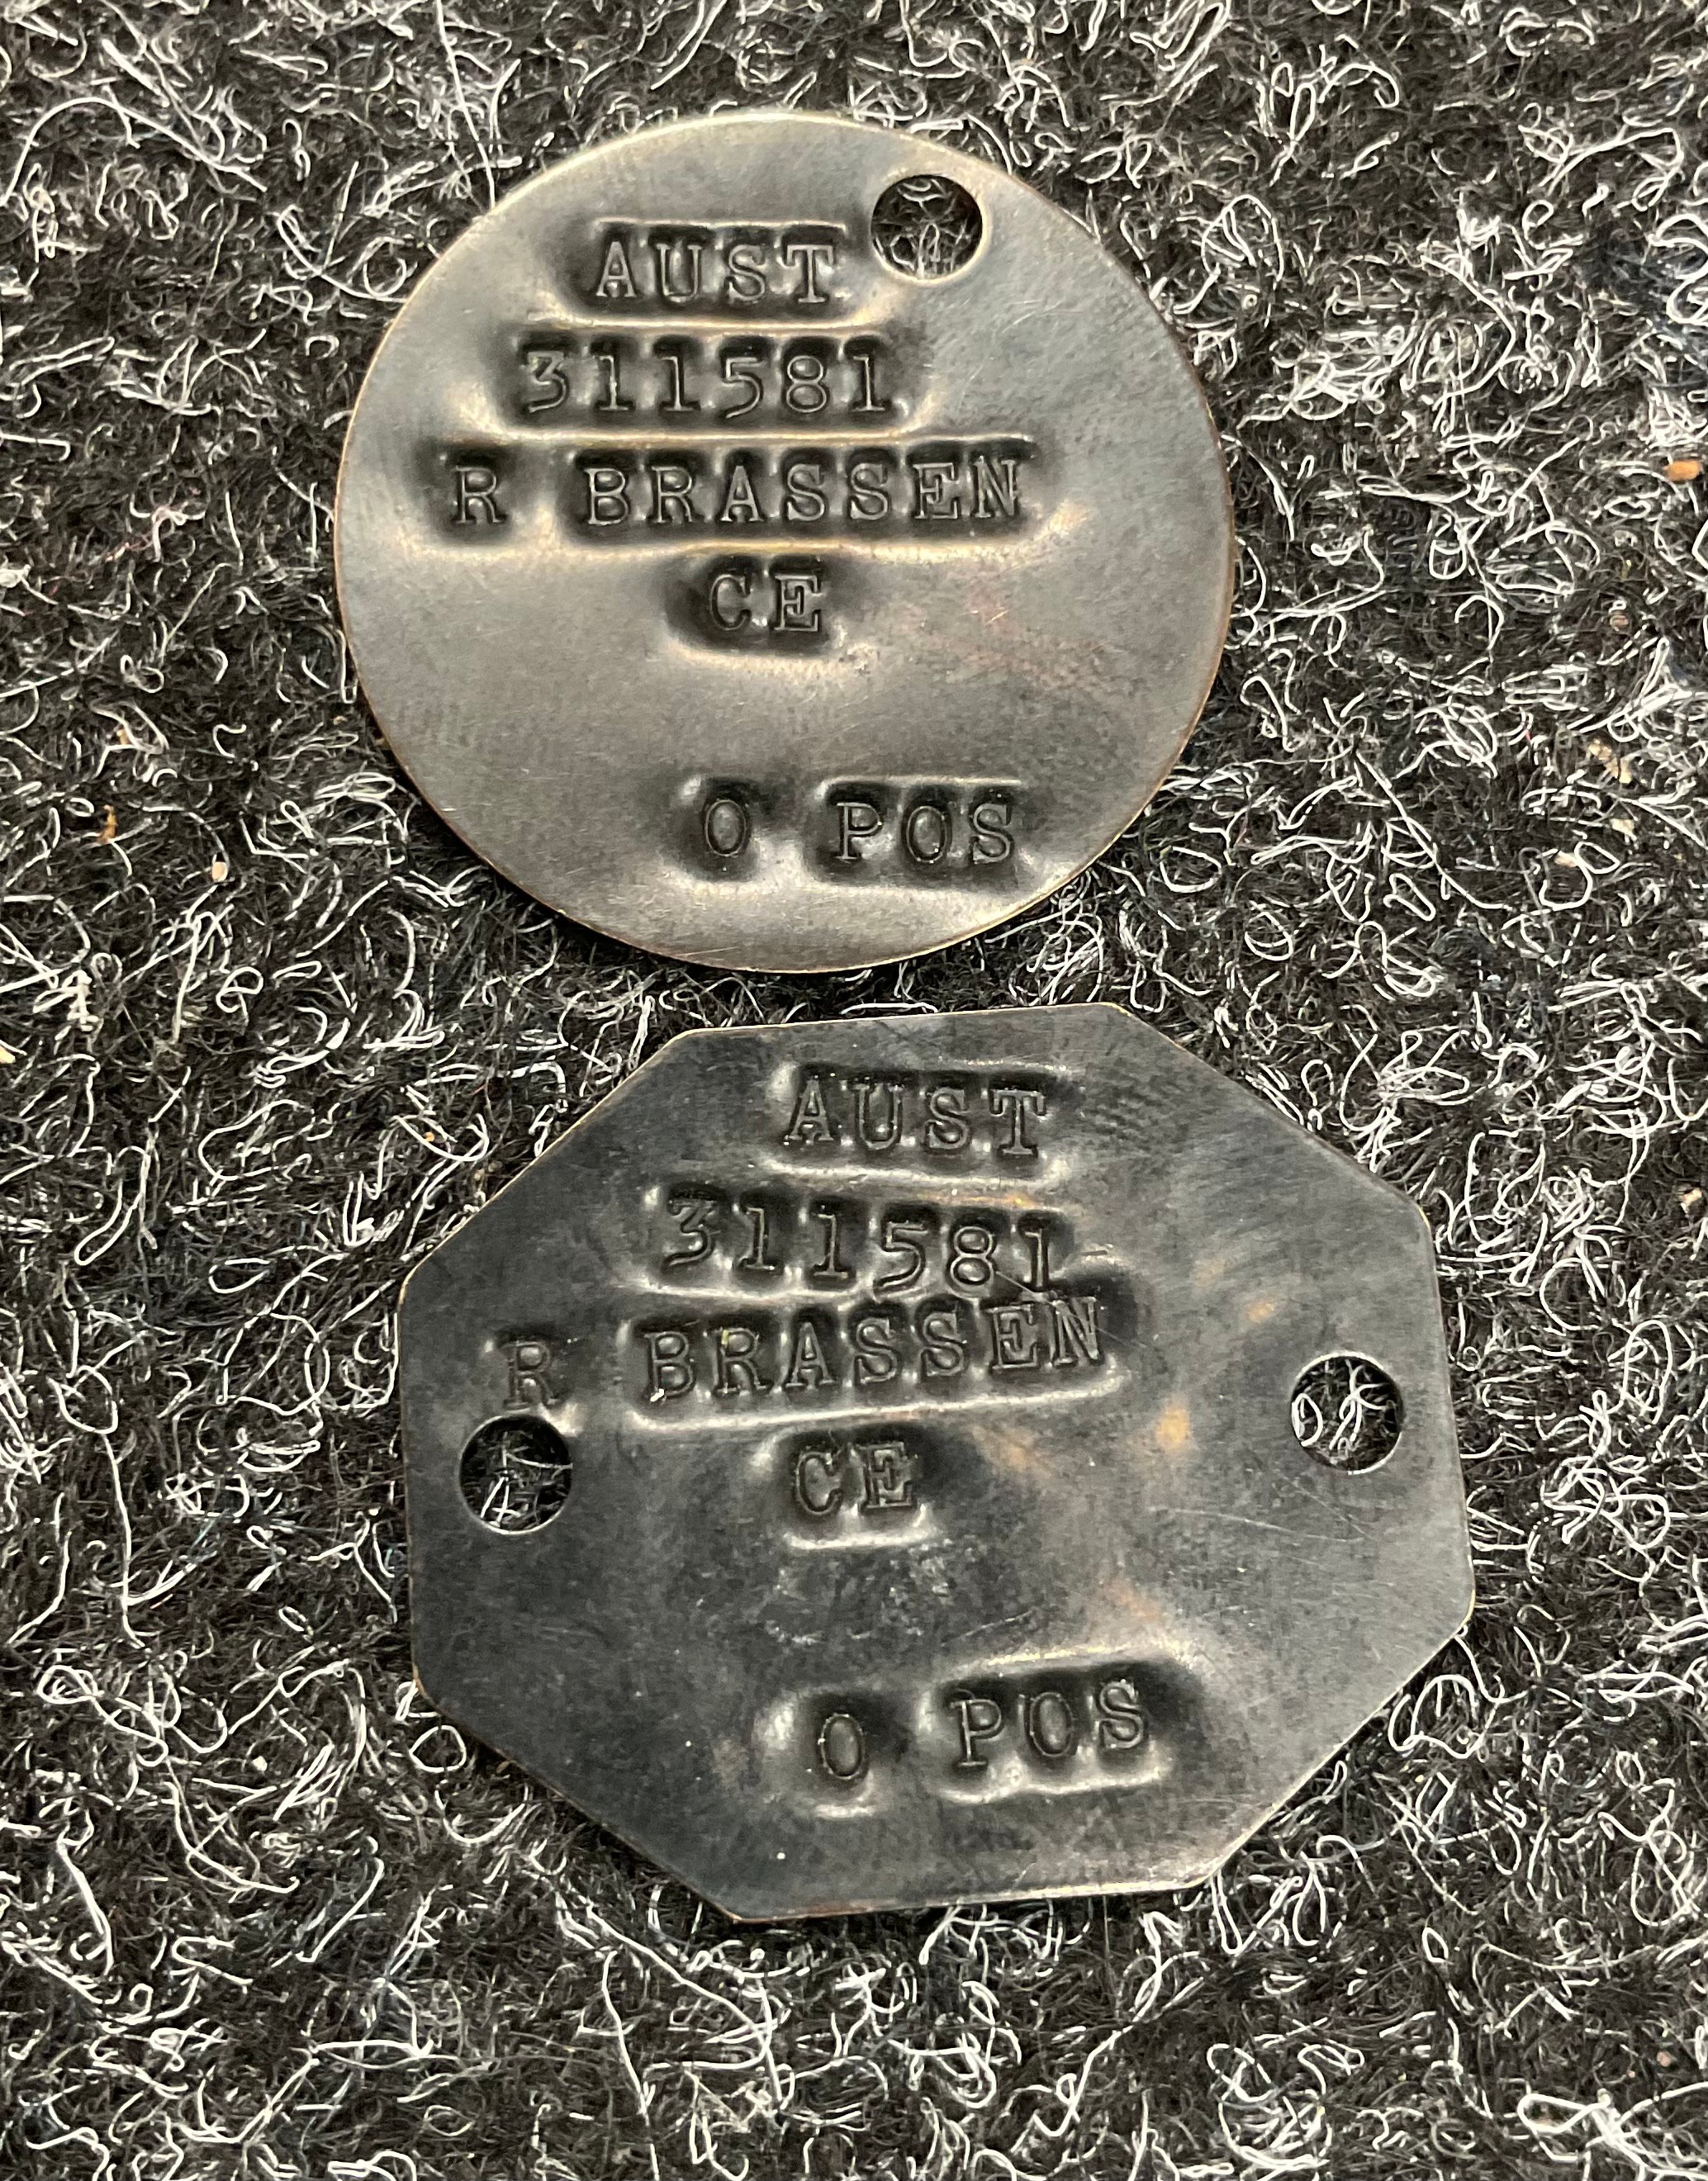 AUST
311581
R BRASSEN
CE
O POS
AUST
311581
R BRASSEN
CE
O POS